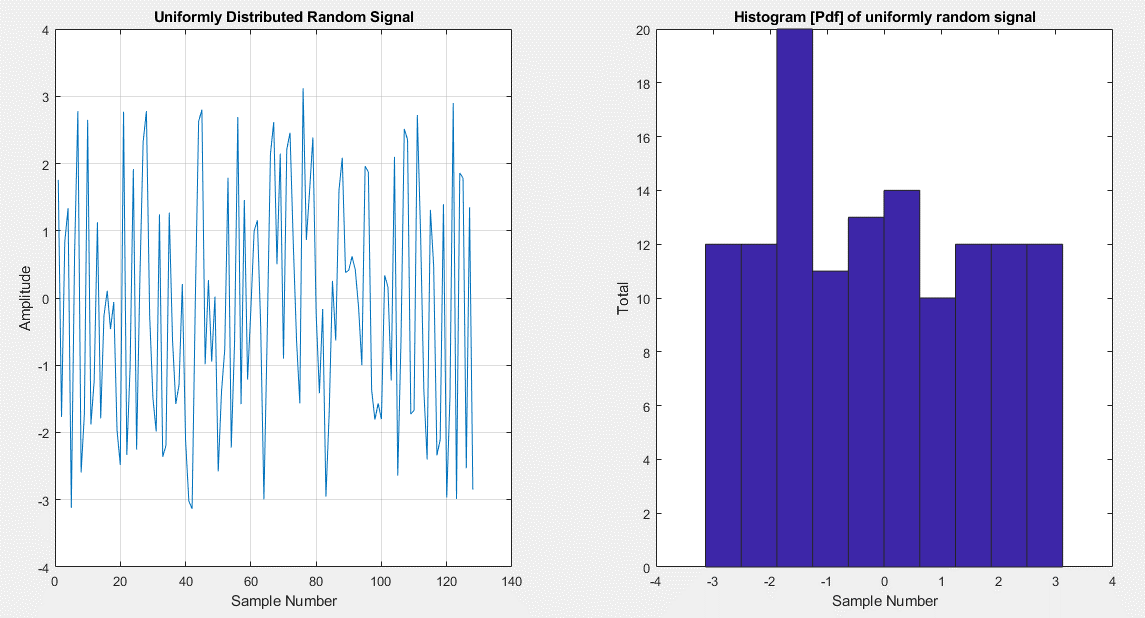 Uniformly Distributed Random Signal
4
3
2
1
0
-1
-2
-3
-4
Amplitude
0 20 40 60 80 100 120 140
Sample Number
Histogram [Pdf] of uniformly random signal
20
18
16
14
12
10
8
6
4
2
0
Total
-4 -3 -2 -1 0 1 2 3 4
Sample Number